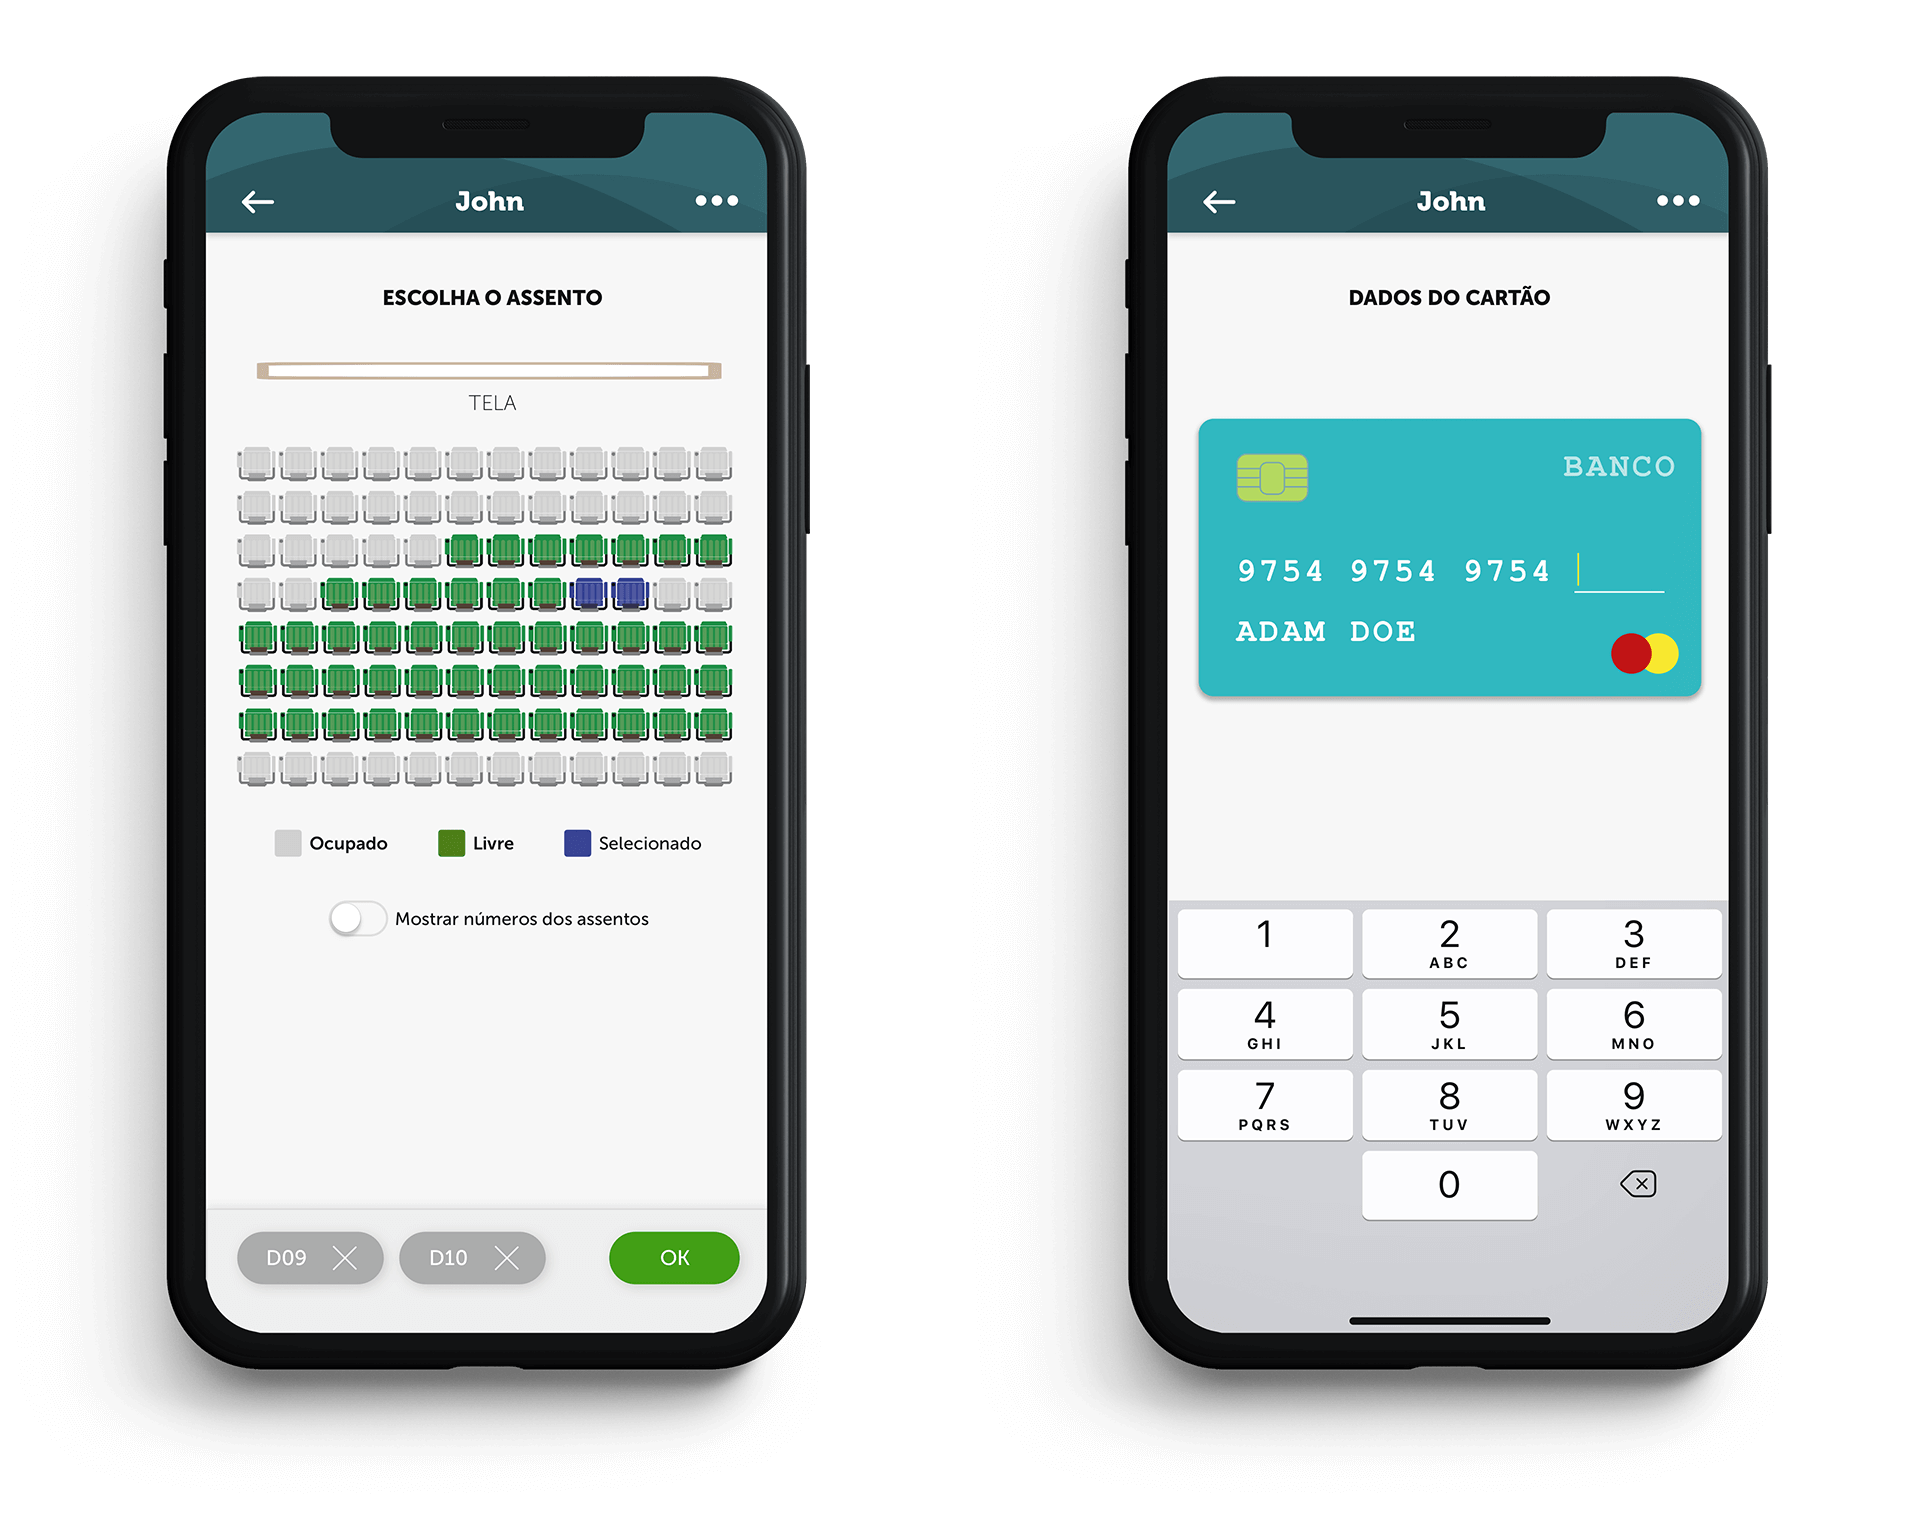 John
ESCOLHA O ASSENTO
TELA
Ocupado Livre Selecionado
Mostrar números dos assentos
D09 D10 OK
John
DADOS DO CARTÃO
BANCO
9754 9754 9754
ADAM DOE
1 2 3
ABC DEF
4 5 6
GHI JKL MNO
7 8 9
PQRS TUV WXYZ
0